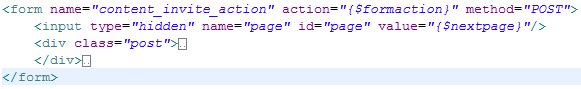 <form name="content_invite_action" action="{$formaction}" method="POST">
<input type="hidden" name="page" id="page" value="{$nextpage}"/>
<div class="post">
</div>
</form>